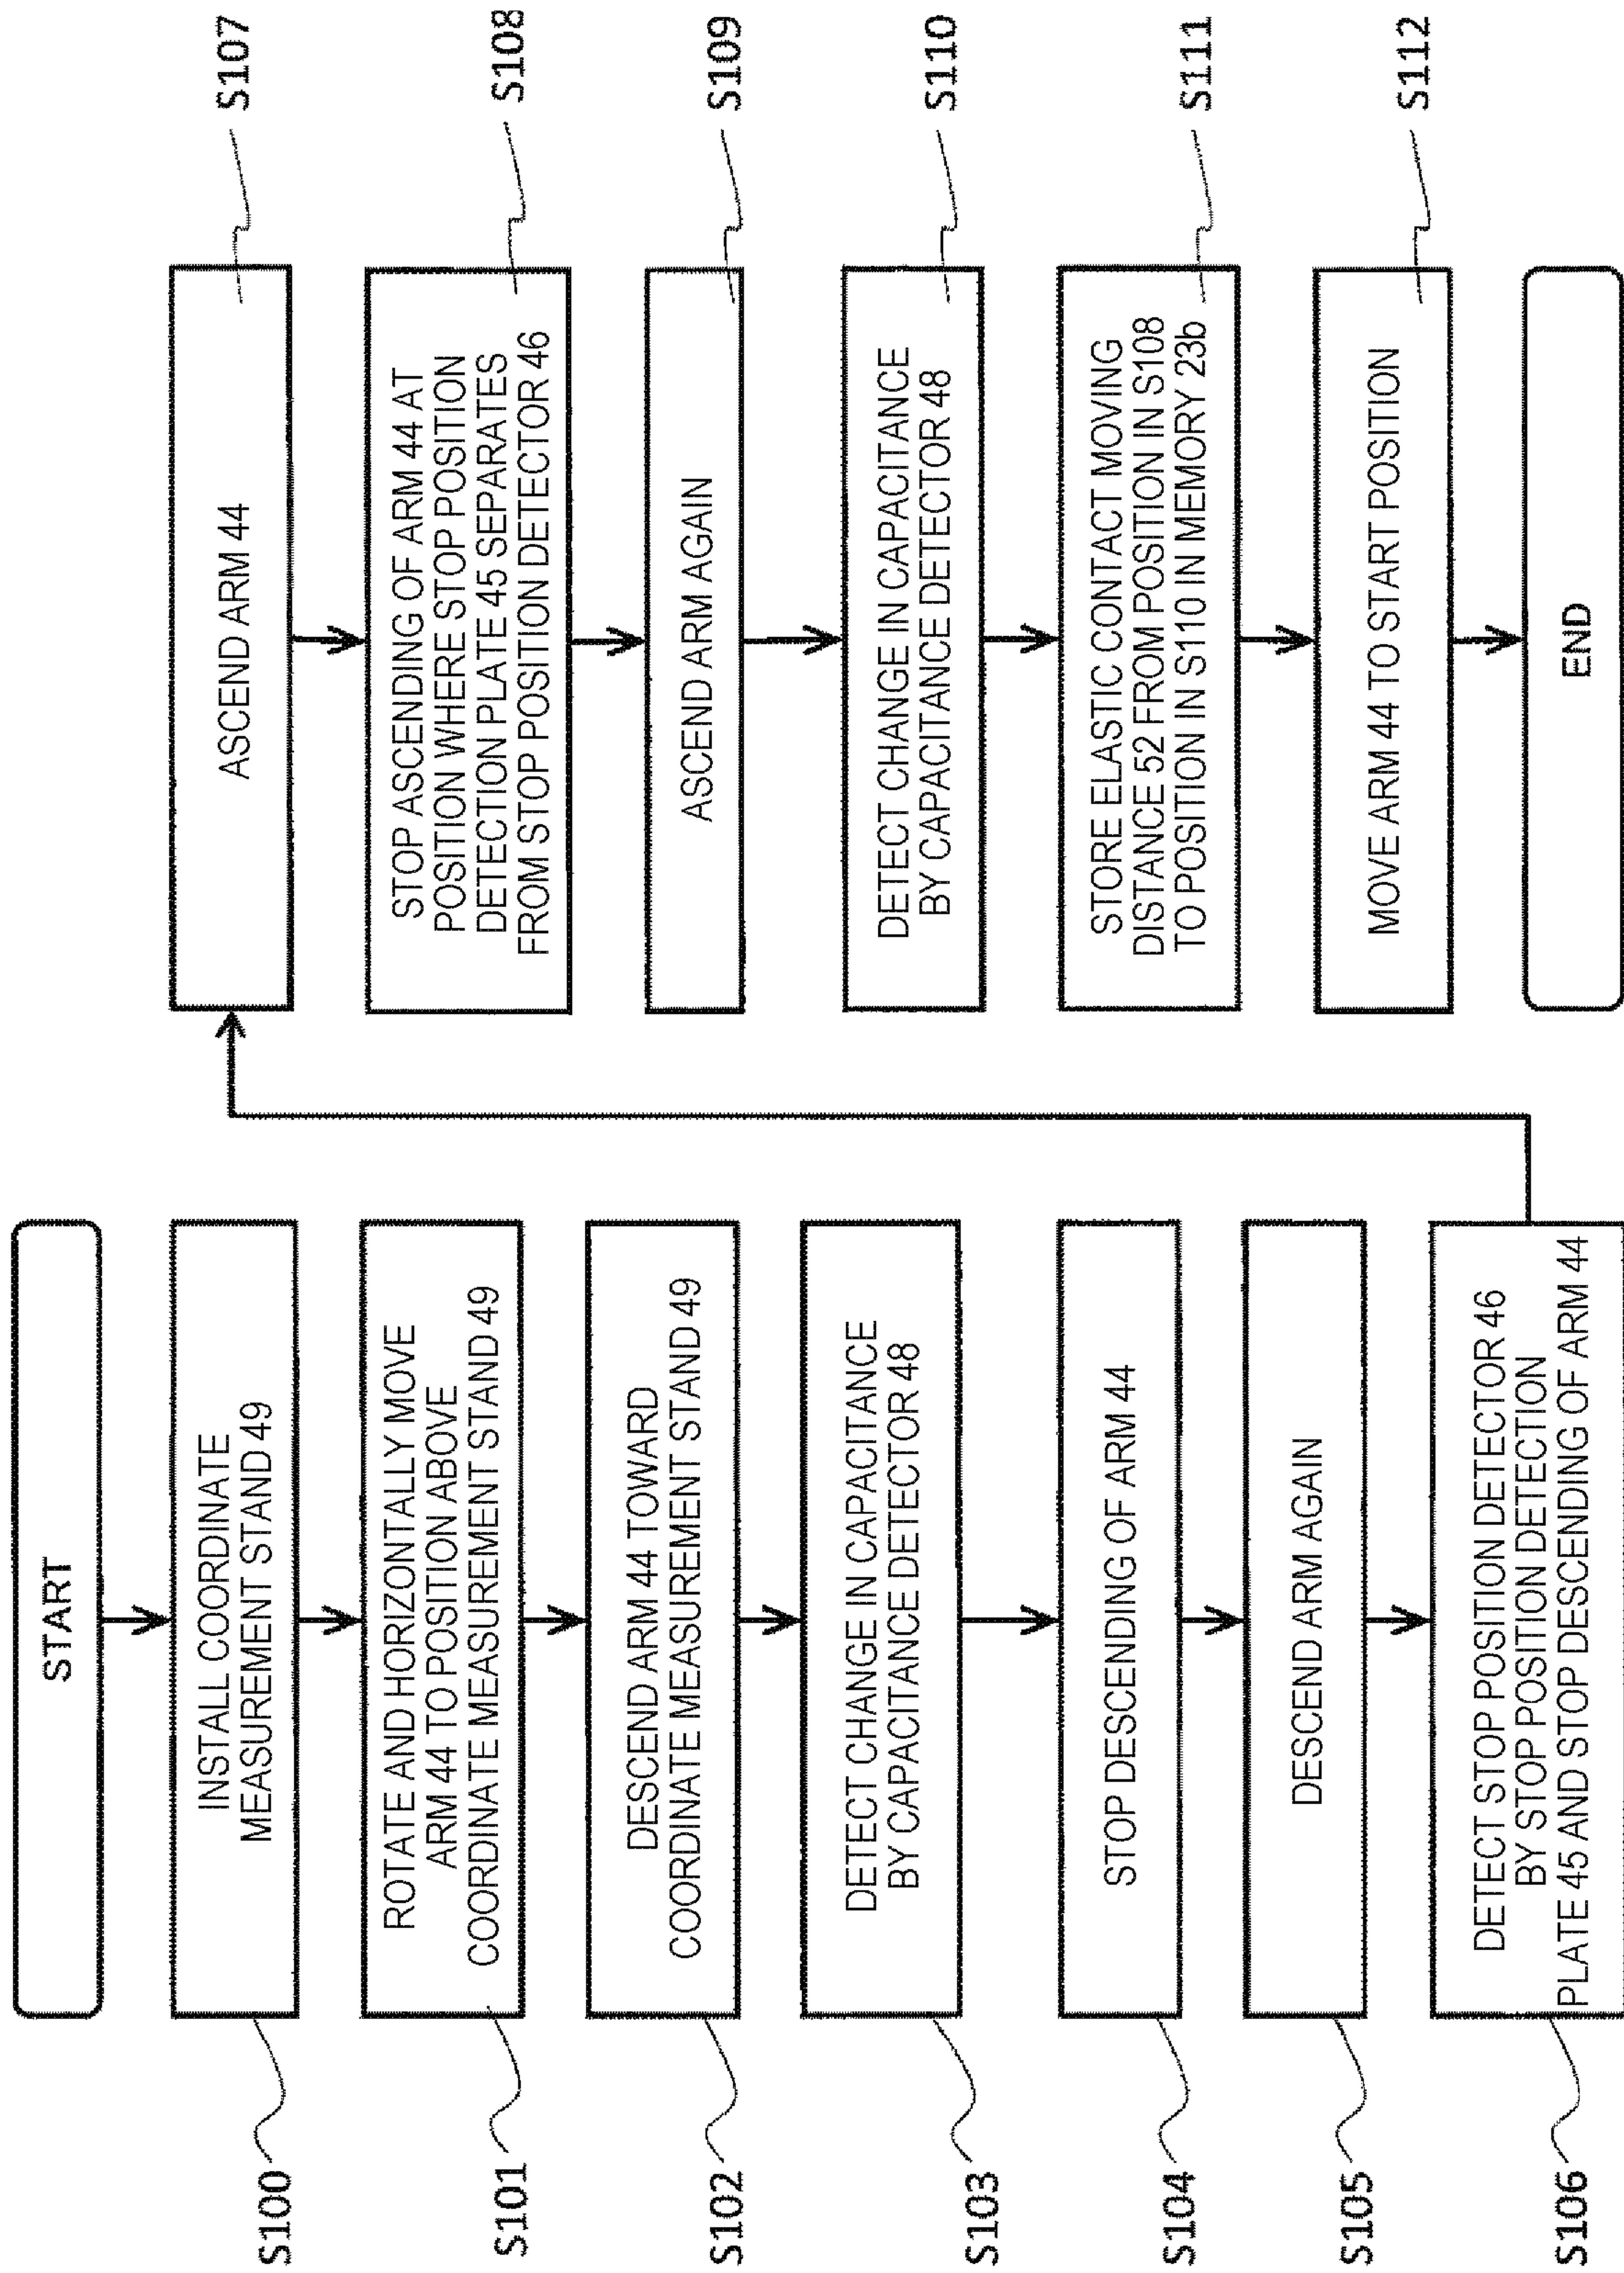 START
S100
INSTALL COORDINATE
MEASUREMENT STAND 49
S101
ROTATE AND HORIZONTALLY MOVE
ARM 44 TO POSITION ABOVE
COORDINATE MEASUREMENT STAND 49
S102
DESCEND ARM 44 TOWARD
COORDINATE MEASUREMENT STAND 49
S103
DETECT CHANGE IN CAPACITANCE
BY CAPACITANCE DETECTOR 48
S104
STOP DESCENDING OF ARM 44
S105
DESCEND ARM AGAIN
S106
DETECT STOP POSITION DETECTOR 46
BY STOP POSITION DETECTION
PLATE 45 AND STOP DESCENDING OF ARM 44
ASCEND ARM 44
S107
STOP ASCENDING OF ARM 44 AT
POSITION WHERE STOP POSITION
DETECTION PLATE 45 SEPARATES
FROM STOP POSITION DETECTOR 46
S108
ASCEND ARM AGAIN
S109
DETECT CHANGE IN CAPACITANCE
BY CAPACITANCE DETECTOR 48
S110
STORE ELASTIC CONTACT MOVING
DISTANCE 52 FROM POSITION IN S108
TO POSITION IN S110 IN MEMORY 23b
S111
MOVE ARM 44 TO START POSITION
S112
END